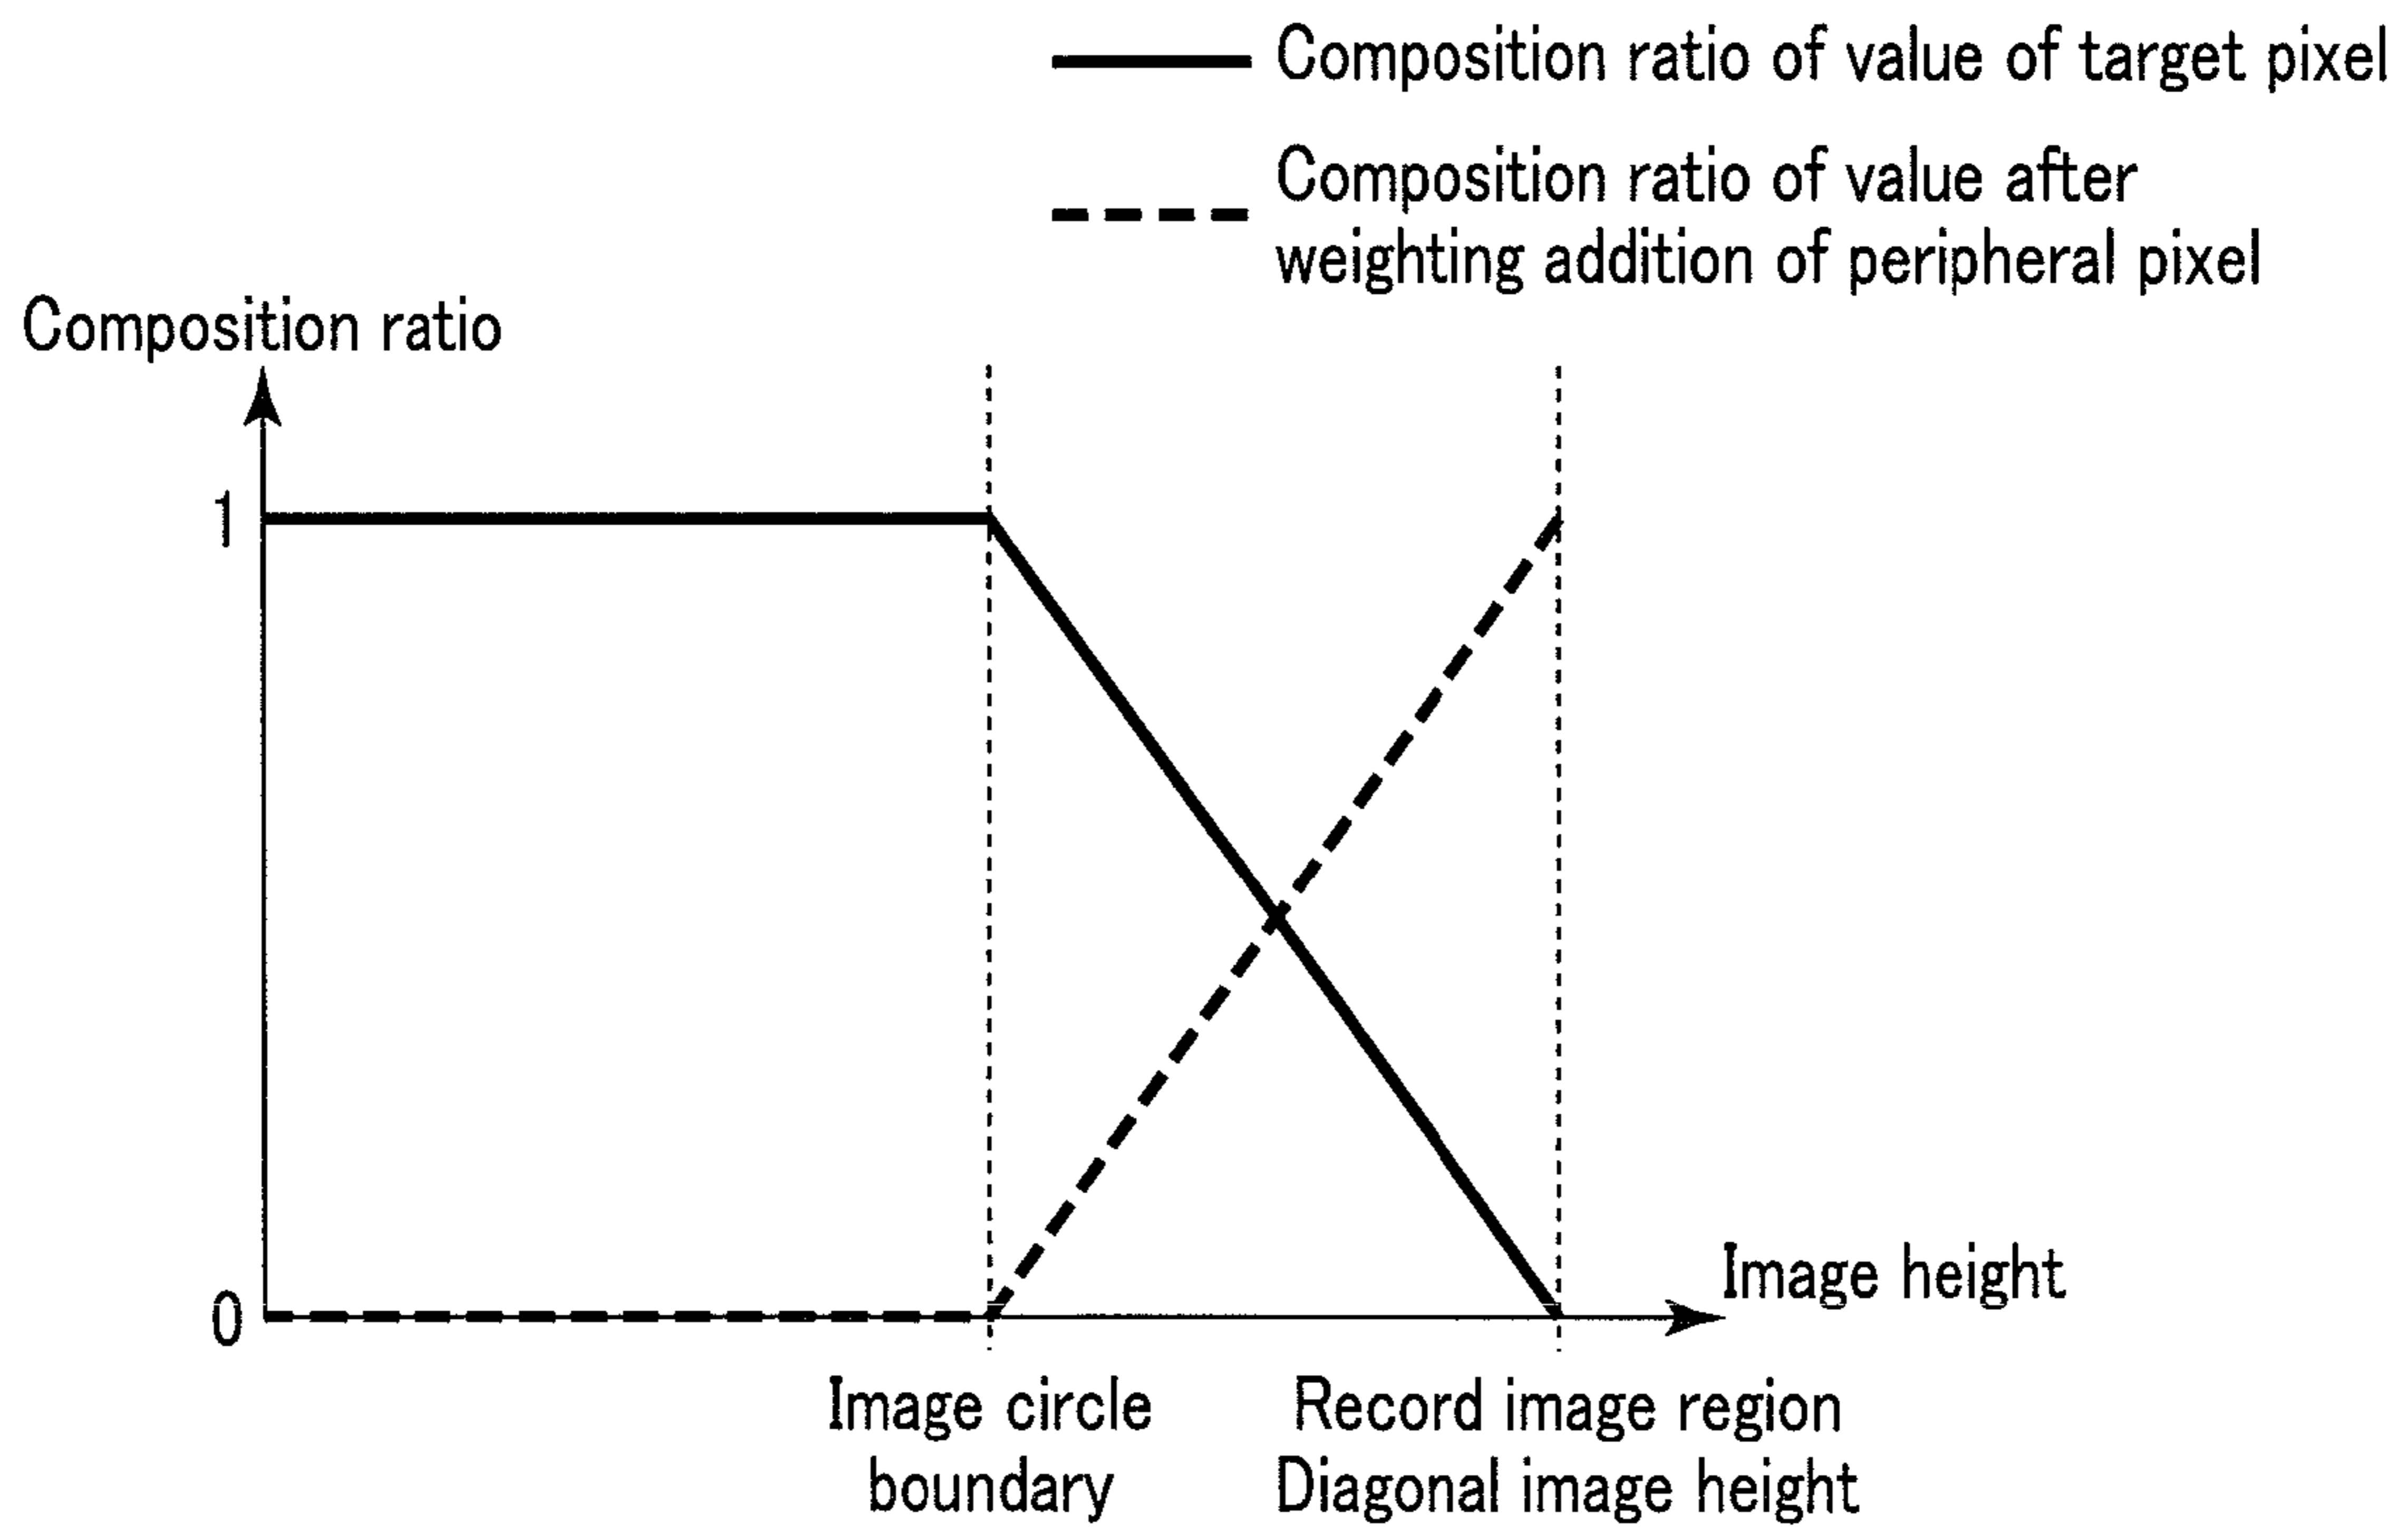 Composition ratio of value of target pixel
Composition ratio of value after
weighting addition of peripheral pixel
Composition ratio
1
0
Image height
Image circle
boundary
Record image region
Diagonal image height